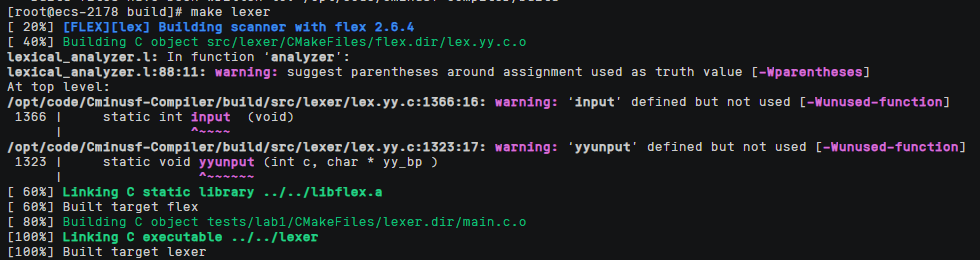 [root@ecs-2178 build]# make lexer
[ 20%] [FLEX][lex] Building scanner with flex 2.6.4
[ 40%] Building C object src/lexer/CMakeFiles/flex.dir/lex.yy.c.o
lexical_analyzer.l: In function 'analyzer':
lexical_analyzer.l:88:11: warning: suggest parentheses around assignment used as truth value [-Wparentheses]
At top level:
/opt/code/Cminusf-Compiler/build/src/lexer/lex.yy.c:1366:16: warning: 'input' defined but not used [-Wunused-function]
 1366 |     static int input  (void)
      |                ^~~~~
/opt/code/Cminusf-Compiler/build/src/lexer/lex.yy.c:1323:17: warning: 'yyunput' defined but not used [-Wunused-function]
 1323 |     static void yyunput (int c, char * yy_bp )
      |                 ^~~~~~~
[ 60%] Linking C static library ../../libflex.a
[ 60%] Built target flex
[ 80%] Building C object tests/lab1/CMakeFiles/lexer.dir/main.c.o
[100%] Linking C executable ../../lexer
[100%] Built target lexer